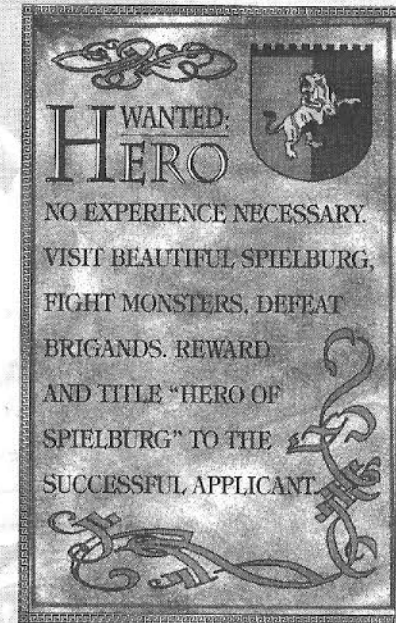 WANTED:
HERO
NO EXPERIENCE NECESSARY.
VISIT BEAUTIFUL SPIELBURG,
FIGHT MONSTERS, DEFEAT
BRIGANDS. REWARD
AND TITLE “HERO OF
SPIELBURG” TO THE
SUCCESSFUL APPLICANT.